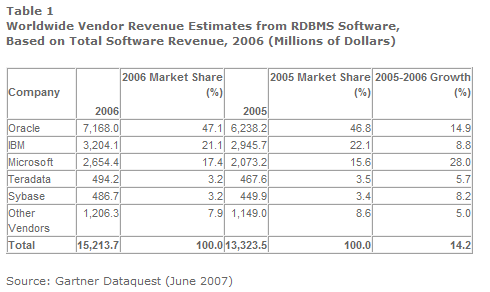 Table 1
Worldwide Vendor Revenue Estimates from RDBMS Software,
Based on Total Software Revenue, 2006 (Millions of Dollars)
Company 2006 2006 Market Share (%) 2005 2005 Market Share (%) 2005-2006 Growth (%)
Oracle 7,168.0 47.1 6,238.2 46.8 14.9
IBM 3,204.1 21.1 2,945.7 22.1 8.8
Microsoft 2,654.4 17.4 2,073.2 15.6 28.0
Teradata 494.2 3.2 467.6 3.5 5.7
Sybase 486.7 3.2 449.9 3.4 8.2
Other Vendors 1,206.3 7.9 1,149.0 8.6 5.0
Total 15,213.7 100.0 13,323.5 100.0 14.2
Source: Gartner Dataquest (June 2007)